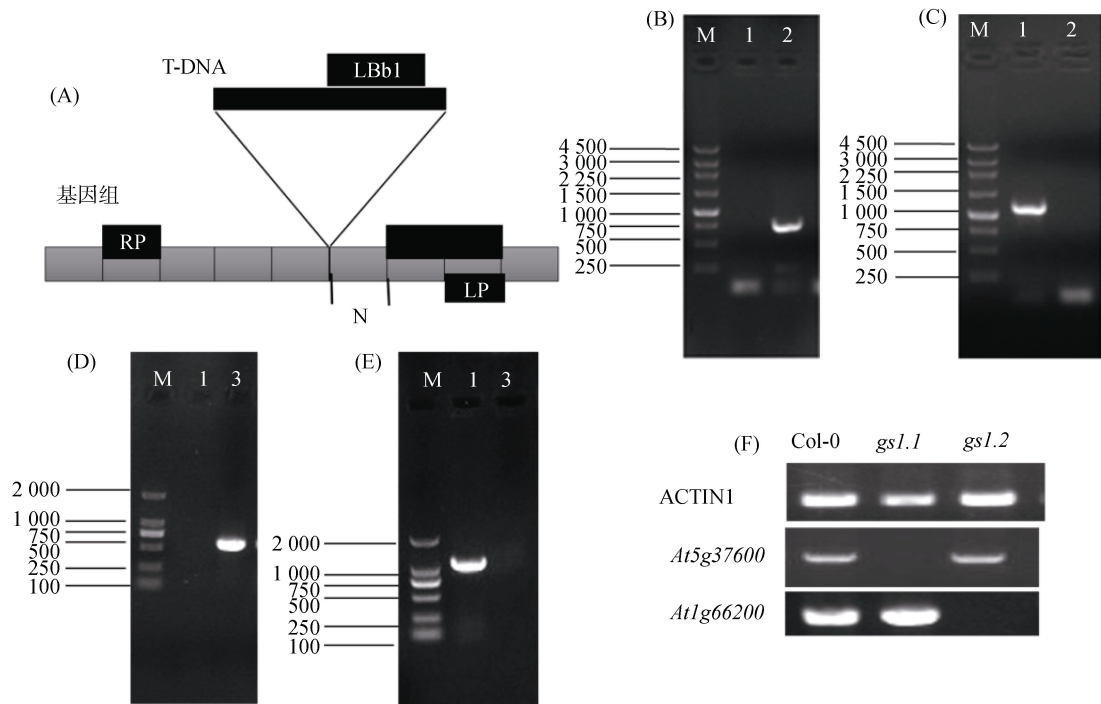 (A)
T-DNA
LBb1
基因组
RP
LP
N
(B)
M 1 2
4 500
3 000
2 250
1 500
1 000
750
500
250
(C)
M 1 2
4 500
3 000
2 250
1 500
1 000
750
500
250
(D)
M 1 3
2 000
1 000
750
500
250
100
(E)
M 1 3
2 000
1 000
750
500
250
100
(F)
Col-0 gs1.1 gs1.2
ACTIN1
At5g37600
At1g66200